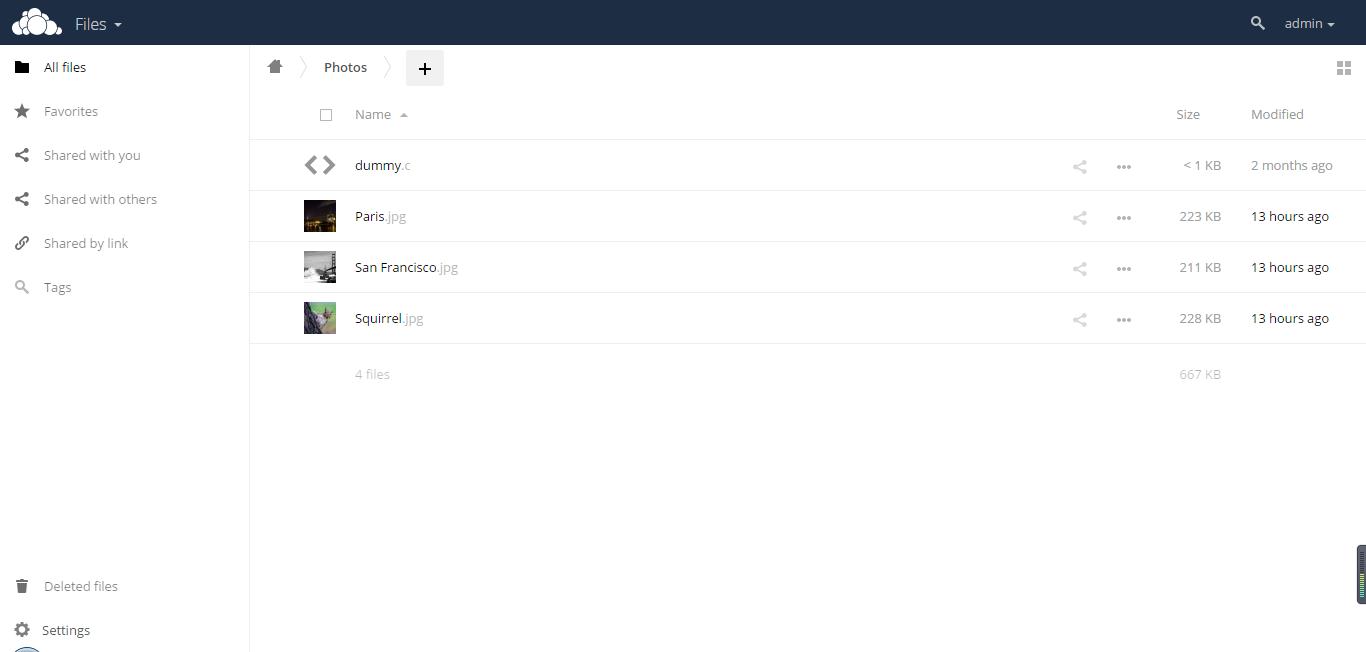 Files
admin
All files
Photos
+
Favorites
Name
Size
Modified
Shared with you
dummy.c
< 1 KB
2 months ago
Shared with others
Paris.jpg
223 KB
13 hours ago
Shared by link
San Francisco.jpg
211 KB
13 hours ago
Tags
Squirrel.jpg
228 KB
13 hours ago
4 files
667 KB
Deleted files
Settings